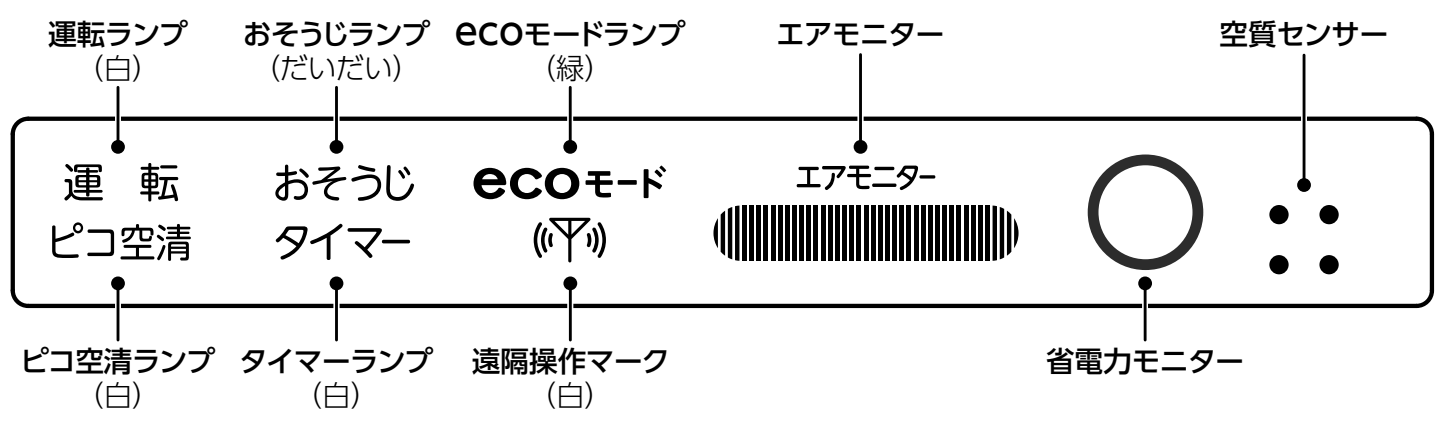 運転ランプ
(白)
おそうじランプ
(だいだい)
ecoモードランプ
(緑)
エアモニター
空質センサー
運 転
おそうじ
ecoモード
エアモニター
ピコ空清
タイマー
ピコ空清ランプ
(白)
タイマーランプ
(白)
遠隔操作マーク
(白)
省電力モニター